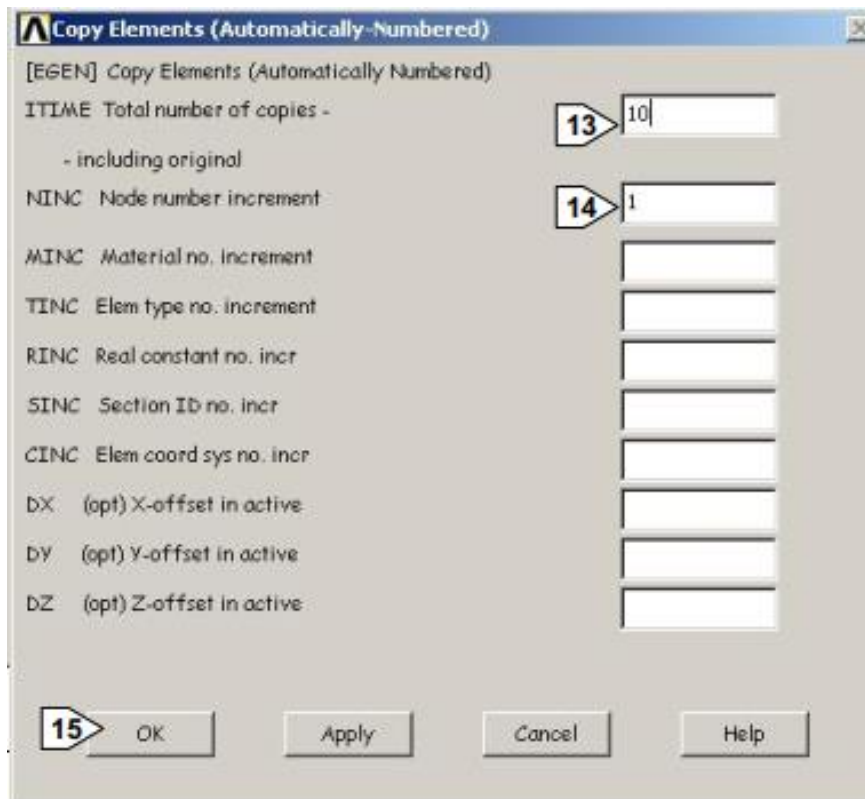 Copy Elements (Automatically-Numbered)
[EGEN] Copy Elements (Automatically Numbered)
ITIME Total number of copies -
13
10
- including original
NINC Node number increment
14
1
MINC Material no. increment
TINC Elem type no. increment
RINC Real constant no. incr
SINC Section ID no. incr
CINC Elem coord sys no. incr
DX (opt) X-offset in active
DY (opt) Y-offset in active
DZ (opt) Z-offset in active
15
OK
Apply
Cancel
Help